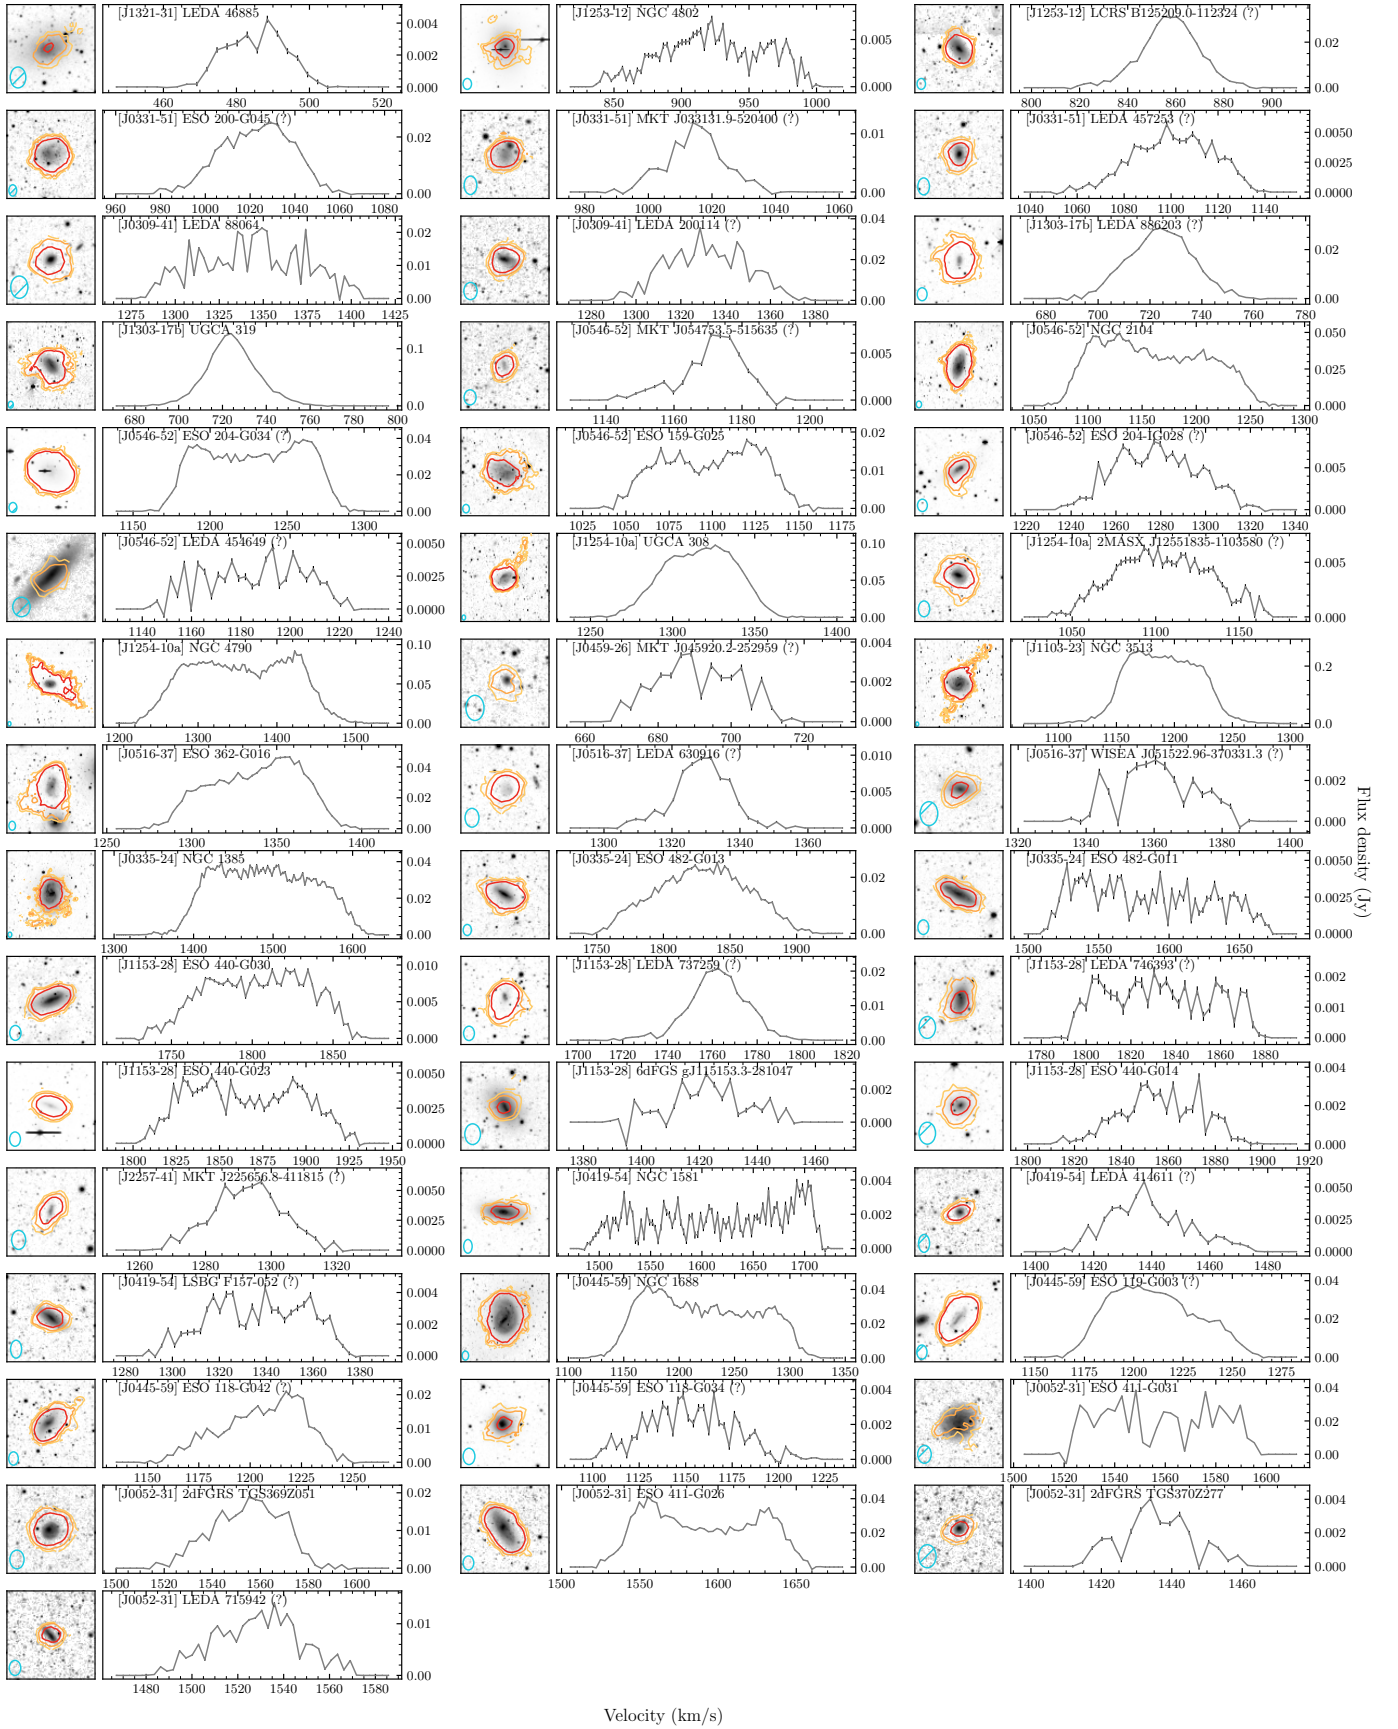 [J1321-31] LEDA 46885
0.004
0.002
0.000
460 480 500 520
[J1253-12] NGC 4802
0.005
0.000
850 900 950 1000
[J1253-12] LCRS B125209.0-112324 (?)
0.02
0.00
800 820 840 860 880 900
[J0331-51] ESO 200-G045 (?)
0.02
0.00
960 980 1000 1020 1040 1060 1080
[J0331-51] MKT J033131.9-520400 (?)
0.01
0.00
980 1000 1020 1040 1060
[J0331-51] LEDA 457253 (?)
0.0050
0.0025
0.0000
1040 1060 1080 1100 1120 1140
[J0309-41] LEDA 88064
0.02
0.01
0.00
1275 1300 1325 1350 1375 1400 1425
[J0309-41] LEDA 200114 (?)
0.04
0.02
0.00
1280 1300 1320 1340 1360 1380
[J1303-17b] LEDA 886203 (?)
0.02
0.00
680 700 720 740 760 780
[J1303-17b] UGCA 319
0.1
0.0
680 700 720 740 760 780 800
[J0546-52] MKT J054753.5-515635 (?)
0.005
0.000
1140 1160 1180 1200
[J0546-52] NGC 2104
0.050
0.025
0.000
1050 1100 1150 1200 1250 1300
[J0546-52] ESO 204-G034 (?)
0.04
0.02
0.00
1150 1200 1250 1300
[J0546-52] ESO 159-G025
0.02
0.01
0.00
1025 1050 1075 1100 1125 1150 1175
[J0546-52] ESO 204-IG028 (?)
0.005
0.000
1220 1240 1260 1280 1300 1320 1340
[J0546-52] LEDA 454649 (?)
0.0050
0.0025
0.0000
1140 1160 1180 1200 1220 1240
[J1254-10a] UGCA 308
0.10
0.05
0.00
1250 1300 1350 1400
[J1254-10a] 2MASX J12551835-1103580 (?)
0.005
0.000
1050 1100 1150
[J1254-10a] NGC 4790
0.10
0.05
0.00
1200 1300 1400 1500
[J0459-26] MKT J045920.2-252959 (?)
0.004
0.002
0.000
660 680 700 720
[J1103-23] NGC 3513
0.2
0.0
1100 1150 1200 1250 1300
[J0516-37] ESO 362-G016
0.04
0.02
0.00
1250 1300 1350 1400
[J0516-37] LEDA 630916 (?)
0.010
0.005
0.000
1300 1320 1340 1360
[J0516-37] WISEA J051522.96-370331.3 (?)
0.002
0.000
1320 1340 1360 1380 1400
Flux density (Jy)
[J0335-24] NGC 1385
0.04
0.02
0.00
1300 1400 1500 1600
[J0335-24] ESO 482-G013
0.02
0.00
1750 1800 1850 1900
[J0335-24] ESO 482-G011
0.0050
0.0025
0.0000
1500 1550 1600 1650
[J1153-28] ESO 440-G030
0.010
0.005
0.000
1750 1800 1850
[J1153-28] LEDA 737259 (?)
0.02
0.01
0.00
1700 1720 1740 1760 1780 1800 1820
[J1153-28] LEDA 746393 (?)
0.002
0.001
0.000
1780 1800 1820 1840 1860 1880
[J1153-28] ESO 440-G023
0.0050
0.0025
0.0000
1800 1825 1850 1875 1900 1925 1950
[J1153-28] 6dFGS gJ115153.3-281047
0.002
0.000
1380 1400 1420 1440 1460
[J1153-28] ESO 440-G014
0.004
0.002
0.000
1800 1820 1840 1860 1880 1900 1920
[J2257-41] MKT J225656.8-411815 (?)
0.0050
0.0025
0.0000
1260 1280 1300 1320
[J0419-54] NGC 1581
0.004
0.002
0.000
1500 1550 1600 1650 1700
[J0419-54] LEDA 414611 (?)
0.0050
0.0025
0.0000
1400 1420 1440 1460 1480
[J0419-54] LSBG F157-052 (?)
0.004
0.002
0.000
1280 1300 1320 1340 1360 1380
[J0445-59] NGC 1688
0.04
0.02
0.00
1100 1150 1200 1250 1300 1350
[J0445-59] ESO 119-G003 (?)
0.04
0.02
0.00
1150 1175 1200 1225 1250 1275
[J0445-59] ESO 118-G042 (?)
0.02
0.01
0.00
1150 1175 1200 1225 1250
[J0445-59] ESO 118-G034 (?)
0.004
0.002
0.000
1100 1125 1150 1175 1200 1225
[J0052-31] ESO 411-G031
0.04
0.02
0.00
1500 1520 1540 1560 1580 1600
[J0052-31] 2dFGRS TGS369Z051
0.02
0.01
0.00
1500 1520 1540 1560 1580 1600
[J0052-31] ESO 411-G026
0.04
0.02
0.00
1500 1550 1600 1650
[J0052-31] 2dFGRS TGS370Z277
0.004
0.002
0.000
1400 1420 1440 1460
[J0052-31] LEDA 715942 (?)
0.01
0.00
1480 1500 1520 1540 1560 1580
Velocity (km/s)